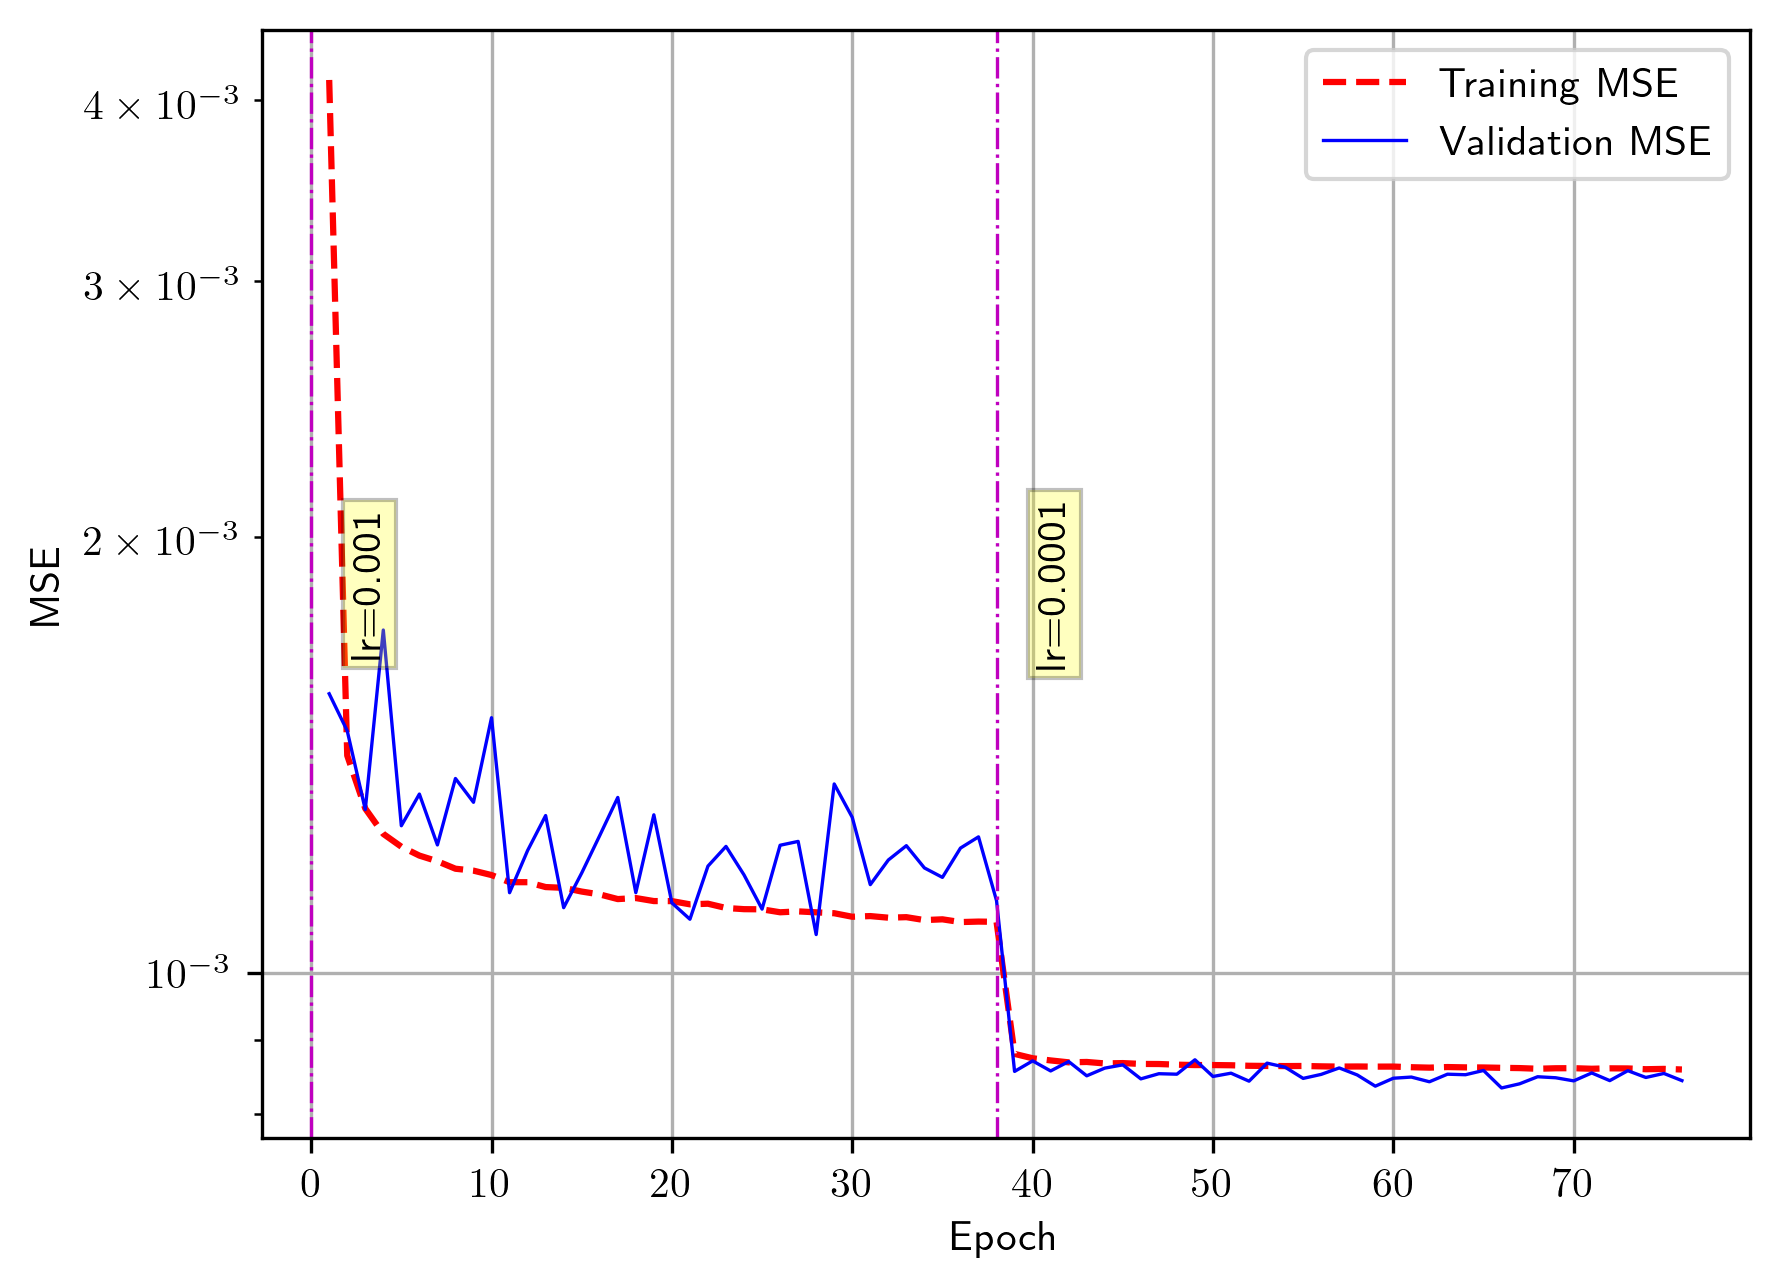 4 × 10⁻³
3 × 10⁻³
2 × 10⁻³
10⁻³
MSE
Training MSE
Validation MSE
lr=0.001
lr=0.0001
0 10 20 30 40 50 60 70
Epoch